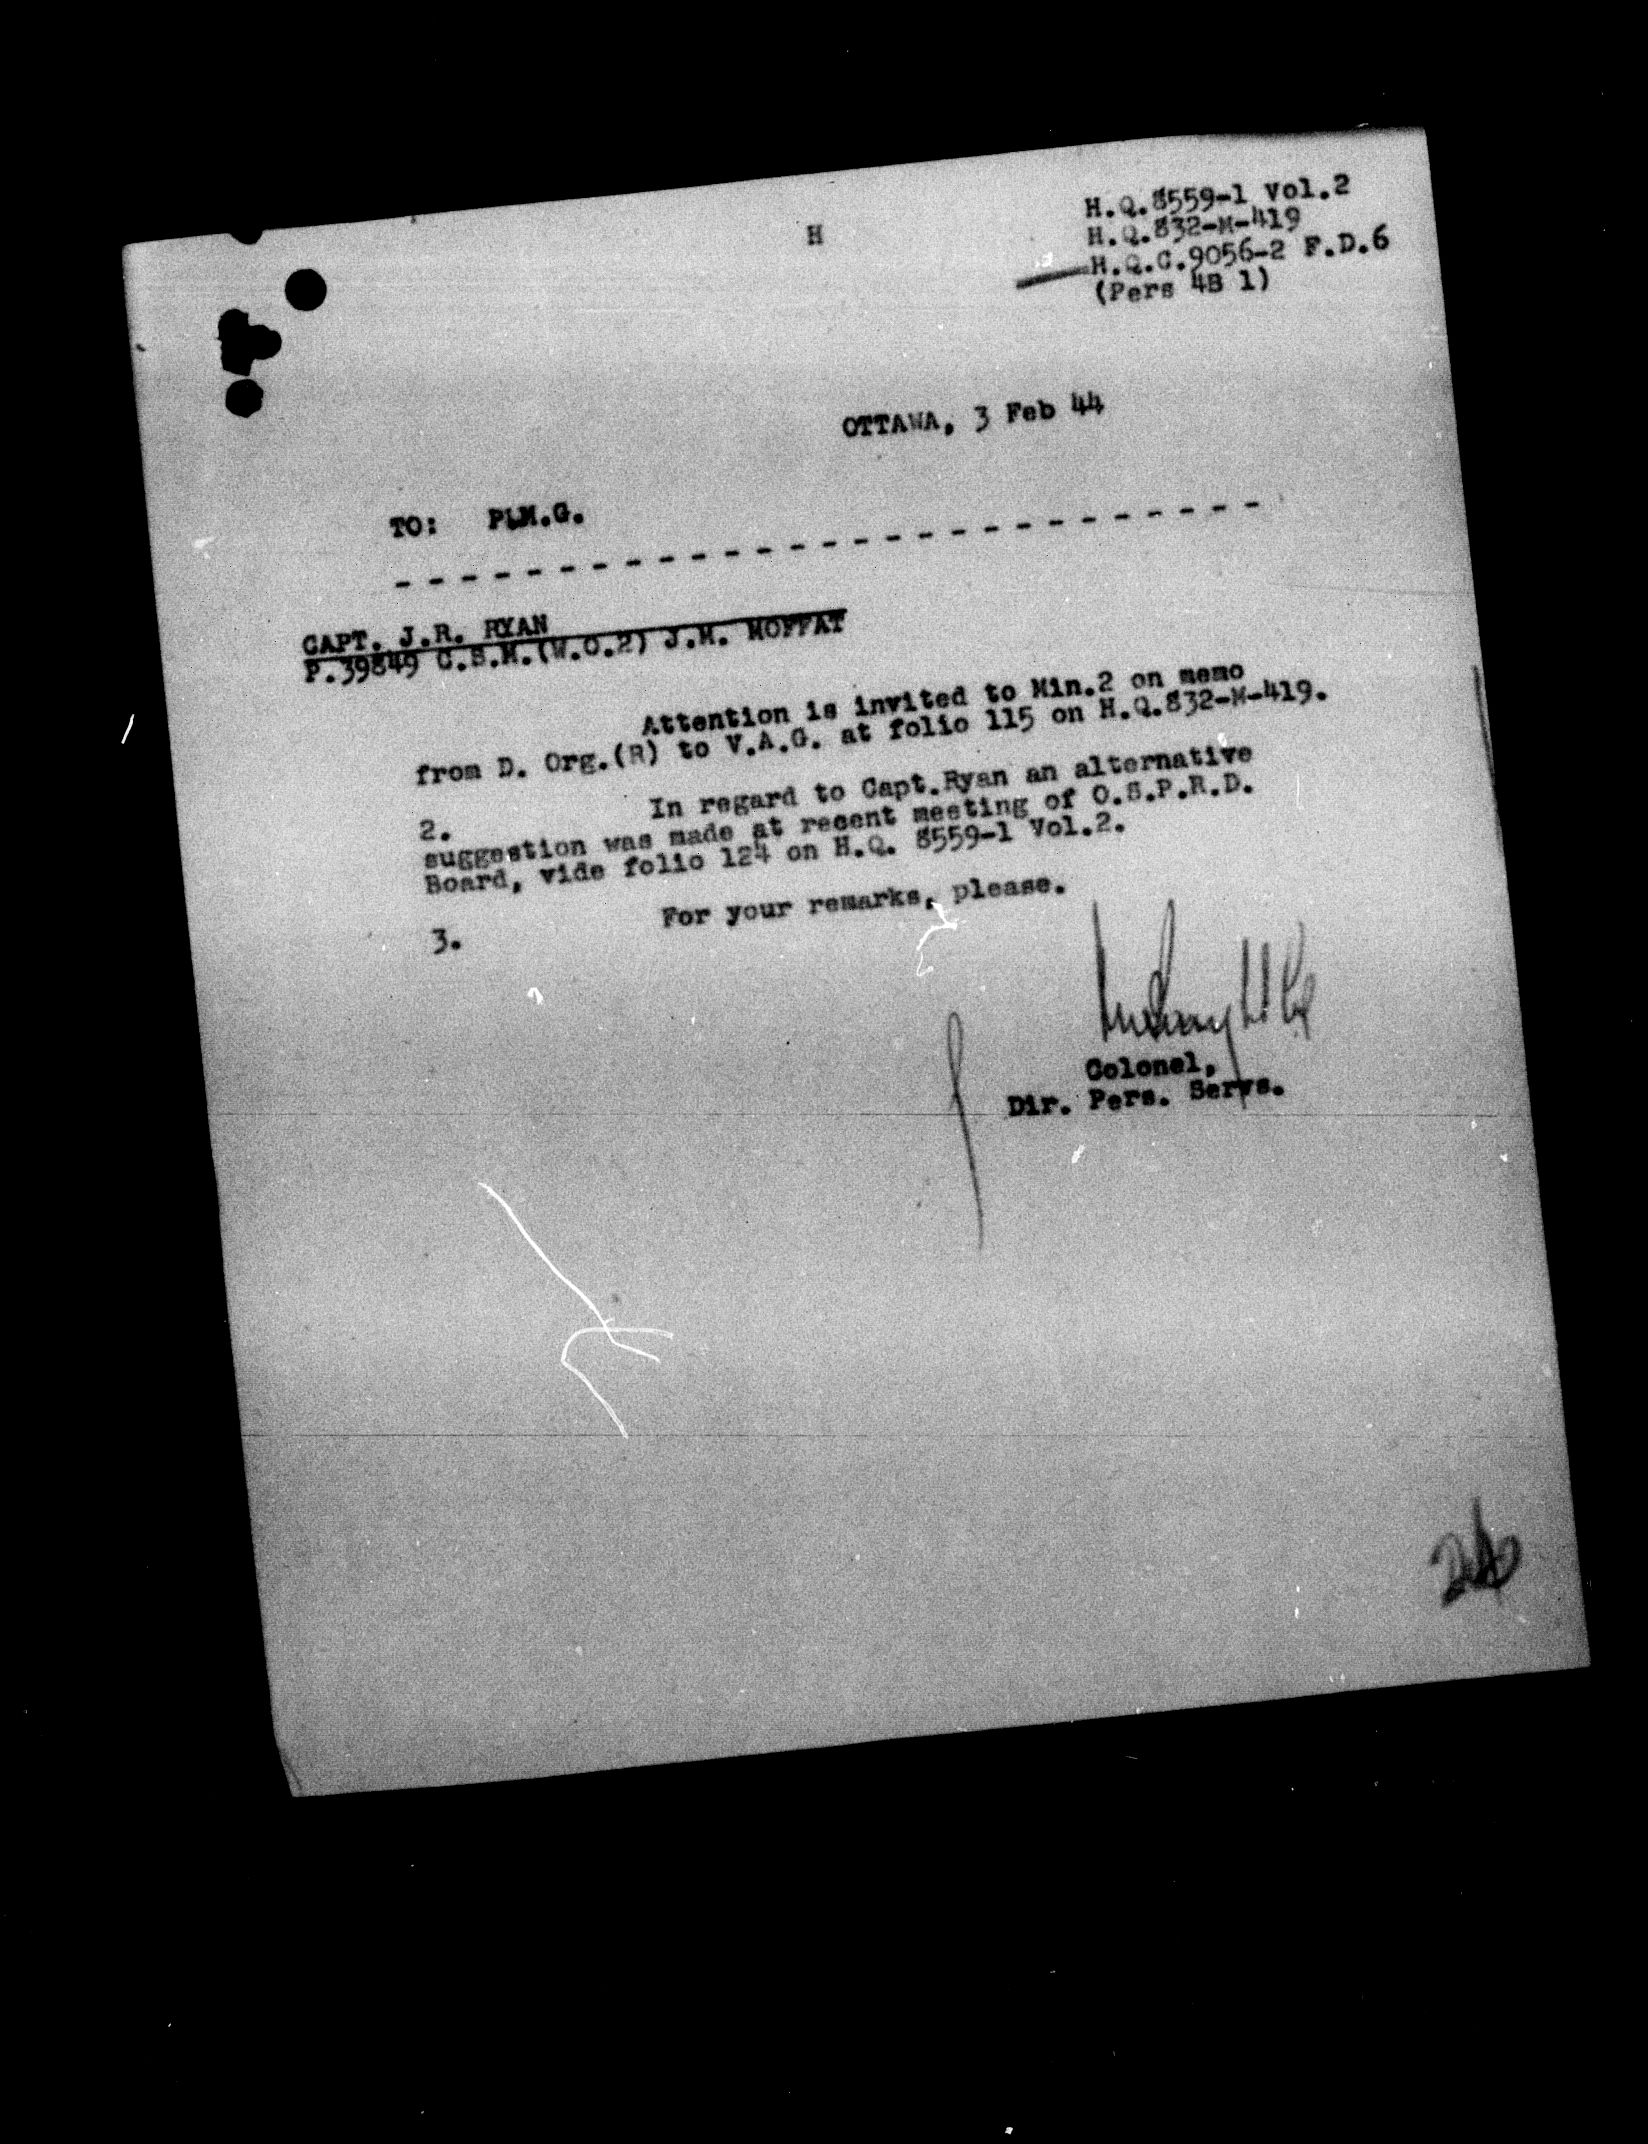 H
H.Q.8559-1 Vol.2
H.Q.832-M-419
H.Q.C.9056-2 F.D.6
(Pers 4B 1)
OTTAWA, 3 Feb 44
TO: P.M.G.
- - - - - - - - - - - - - - - - - - - - - - - - - - -
CAPT. J.R. RYAN
P.39849 C.S.M.(W.O.2) J.M. MOFFAT
Attention is invited to Min.2 on memo
from D. Org.(R) to V.A.G. at folio 115 on H.Q.832-M-419.
2. In regard to Capt.Ryan an alternative
suggestion was made at recent meeting of O.S.P.R.D.
Board, vide folio 124 on H.Q. 8559-1 Vol.2.
3. For your remarks, please.
Colonel,
Dir. Pers. Servs.